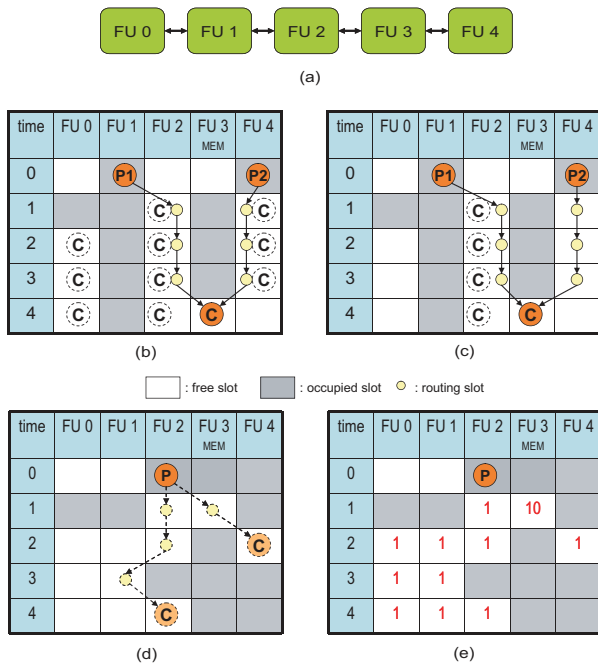 FU 0 FU 1 FU 2 FU 3 FU 4
(a)
time FU 0 FU 1 FU 2 FU 3 FU 4
MEM
0 P1 P2
1 C C
2 C C C
3 C C C
4 C C C
(b)
time FU 0 FU 1 FU 2 FU 3 FU 4
MEM
0 P1 P2
1 C
2 C
3 C
4 C C
(c)
: free slot : occupied slot : routing slot
time FU 0 FU 1 FU 2 FU 3 FU 4
MEM
0 P
1
2 C
3
4 C
(d)
time FU 0 FU 1 FU 2 FU 3 FU 4
MEM
0 P
1 1 10
2 1 1 1 1
3 1 1
4 1 1 1
(e)